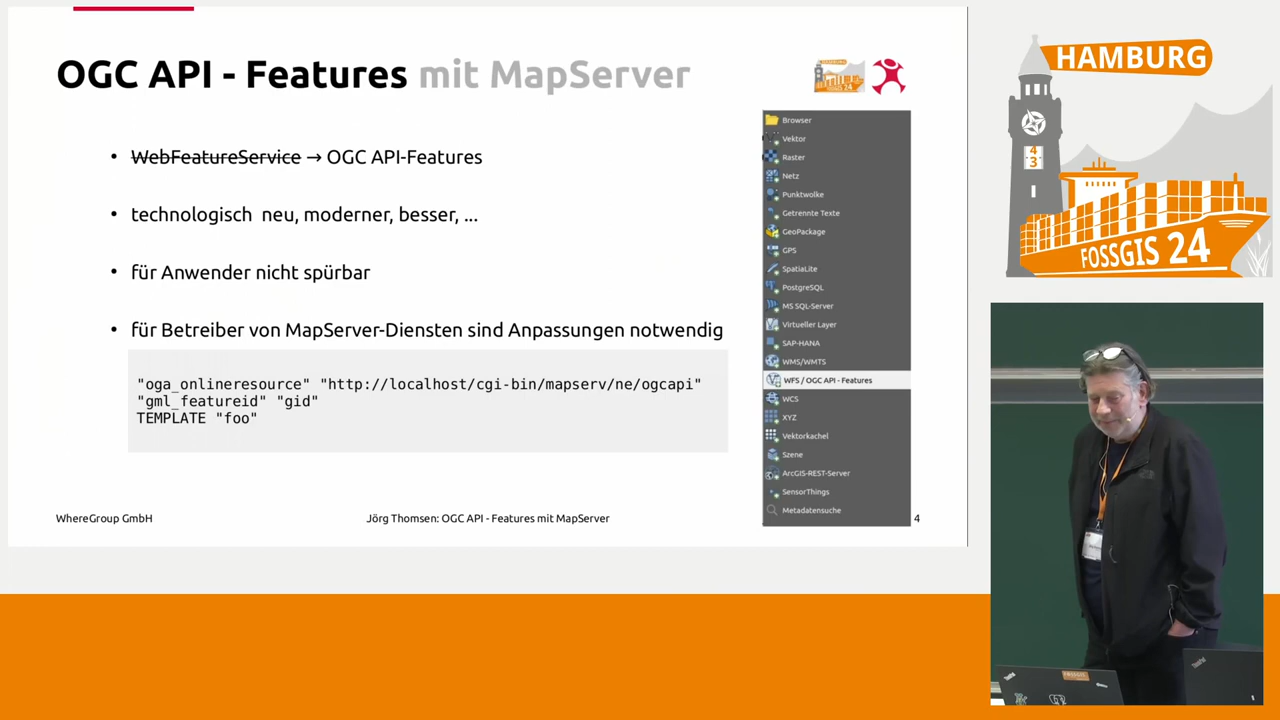 OGC API - Features mit MapServer
WebFeatureService → OGC API-Features
technologisch neu, moderner, besser, ...
für Anwender nicht spürbar
für Betreiber von MapServer-Diensten sind Anpassungen notwendig
"oga_onlineresource" "http://localhost/cgi-bin/mapserv/ne/ogcapi"
"gml_featureid" "gid"
TEMPLATE "foo"
Browser
Vektor
Raster
Netz
Punktwolke
Getrennte Texte
GeoPackage
GPS
SpatiaLite
PostgreSQL
MS SQL-Server
Virtueller Layer
SAP-HANA
WMS/WMTS
WFS / OGC API - Features
WCS
XYZ
Vektorkachel
Szene
ArcGIS-REST-Server
SensorThings
Metadatensuche
WhereGroup GmbH
Jörg Thomsen: OGC API - Features mit MapServer
4
HAMBURG
4
3
FOSSGIS 24
ThinkPad